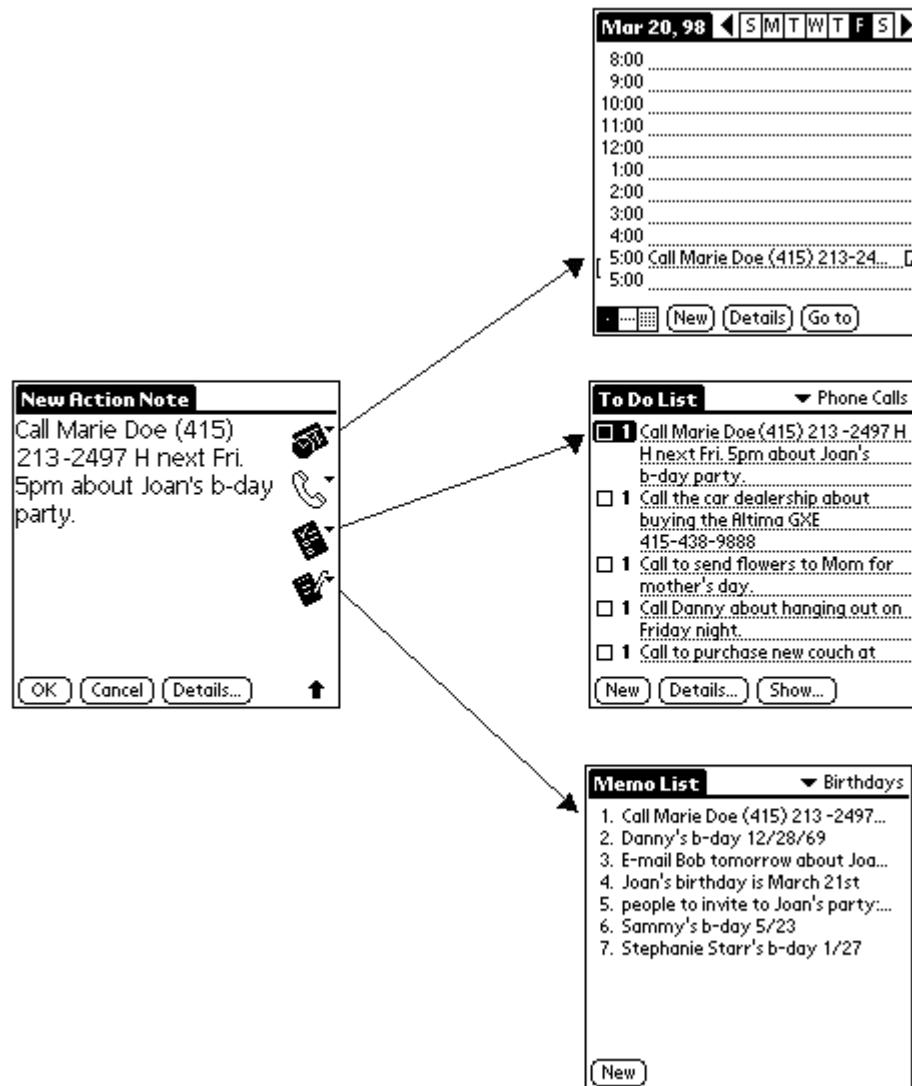 Mar 20, 98 S M T W T F S
8:00
9:00
10:00
11:00
12:00
1:00
2:00
3:00
4:00
5:00 Call Marie Doe (415) 213-24...
5:00
New Details Go to
New Action Note
Call Marie Doe (415)
213-2497 H next Fri.
5pm about Joan's b-day
party.
OK Cancel Details...
To Do List Phone Calls
1 Call Marie Doe (415) 213-2497 H
H next Fri. 5pm about Joan's
b-day party.
1 Call the car dealership about
buying the Altima GXE
415-438-9888
1 Call to send flowers to Mom for
mother's day.
1 Call Danny about hanging out on
Friday night.
1 Call to purchase new couch at
New Details... Show...
Memo List Birthdays
1. Call Marie Doe (415) 213-2497...
2. Danny's b-day 12/28/69
3. E-mail Bob tomorrow about Joa...
4. Joan's birthday is March 21st
5. people to invite to Joan's party:...
6. Sammy's b-day 5/23
7. Stephanie Starr's b-day 1/27
New